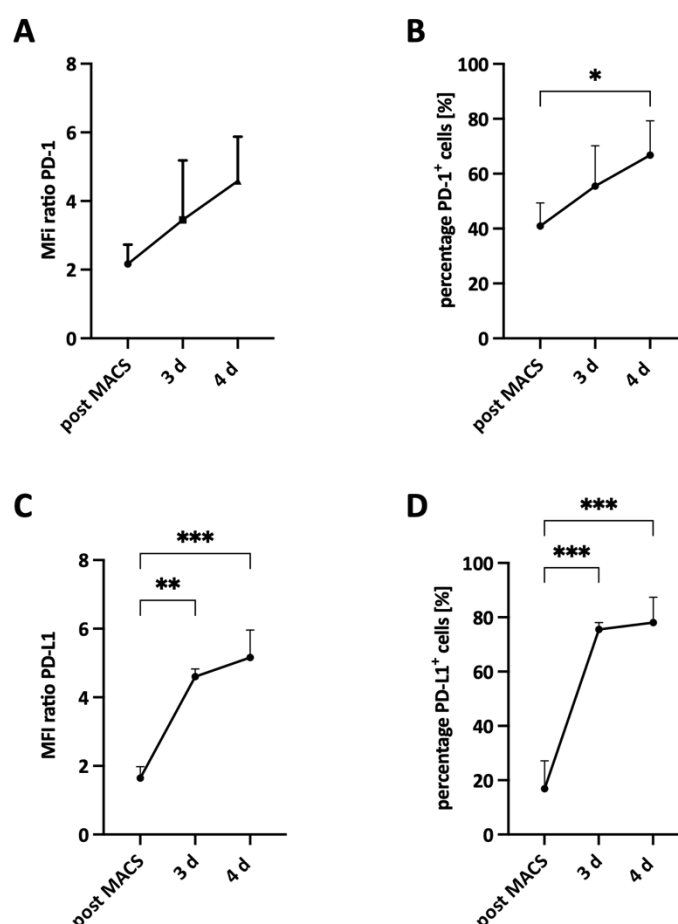 A
MFi ratio PD-1
8
6
4
2
0
post MACS
3 d
4 d
B
percentage PD-1⁺ cells [%]
100
80
60
40
20
0
*
post MACS
3 d
4 d
C
MFI ratio PD-L1
8
6
4
2
0
***
**
post MACS
3 d
4 d
D
percentage PD-L1⁺ cells [%]
100
80
60
40
20
0
***
***
post MACS
3 d
4 d